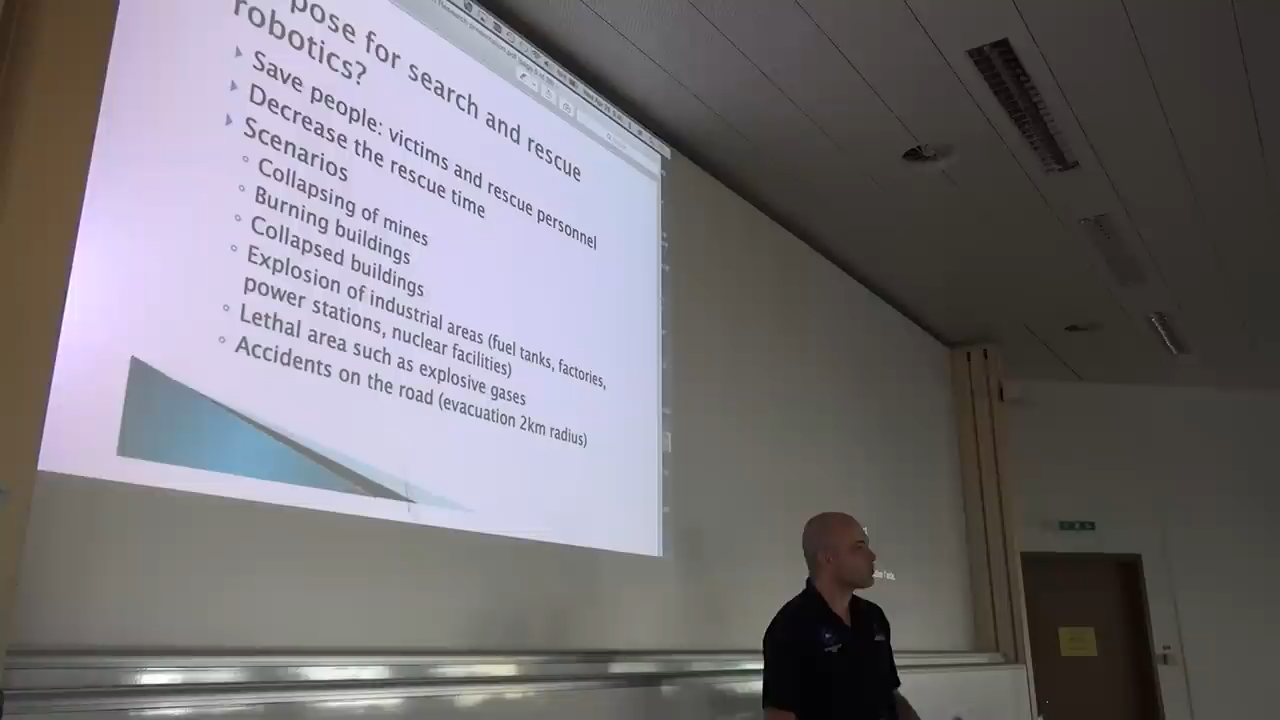 pose for search and rescue
robotics?
Save people: victims and rescue personnel
Decrease the rescue time
Scenarios
Collapsing of mines
Burning buildings
Collapsed buildings
Explosion of industrial areas (fuel tanks, factories,
power stations, nuclear facilities)
Lethal area such as explosive gases
Accidents on the road (evacuation 2km radius)